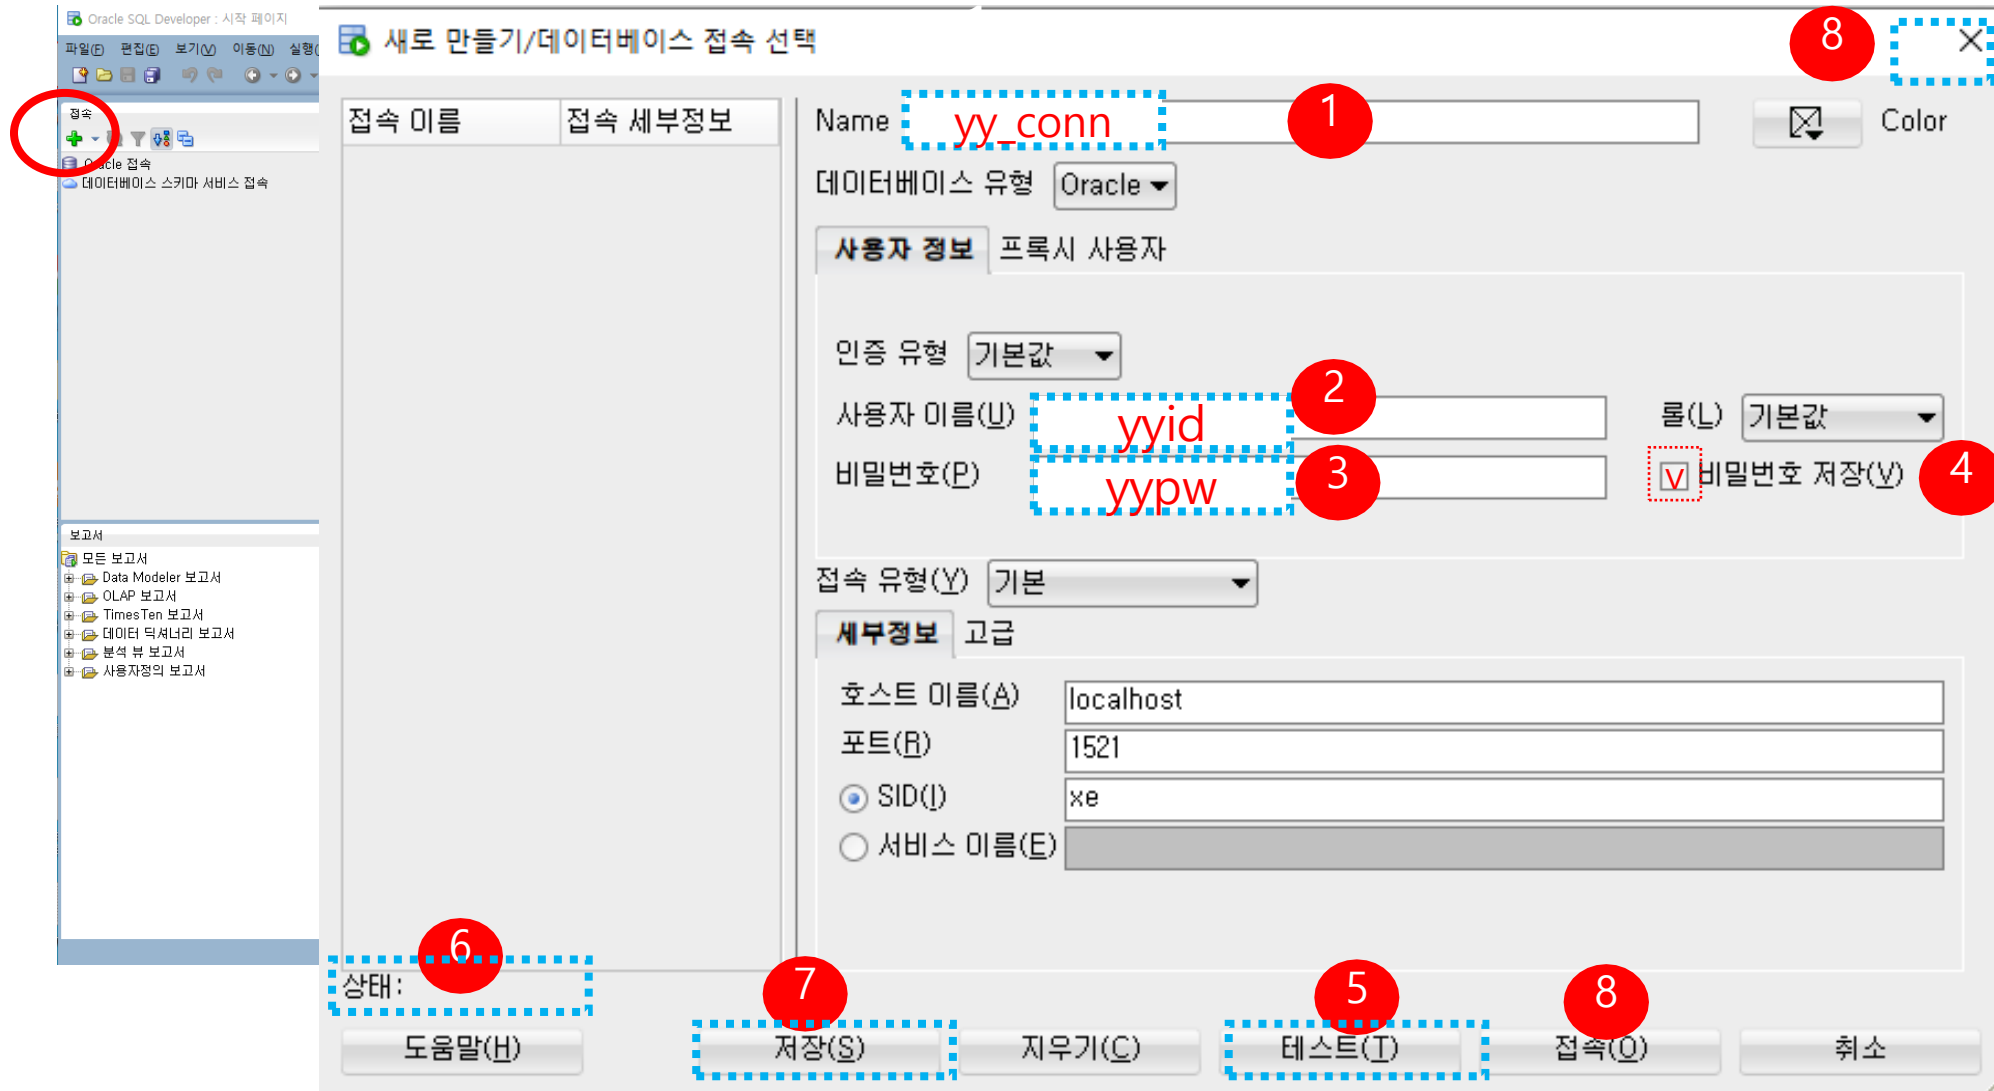 Oracle SQL Developer : 시작 페이지
파일(F) 편집(E) 보기(V) 이동(N) 실행(
접속
Oracle 접속
데이터베이스 스키마 서비스 접속
보고서
모든 보고서
Data Modeler 보고서
OLAP 보고서
TimesTen 보고서
데이터 딕셔너리 보고서
분석 뷰 보고서
사용자정의 보고서
새로 만들기/데이터베이스 접속 선택
8
접속 이름 접속 세부정보
Name yy_conn 1 Color
데이터베이스 유형 Oracle
사용자 정보 프록시 사용자
인증 유형 기본값
사용자 이름(U) yyid 2 롤(L) 기본값
비밀번호(P) yypw 3 v 비밀번호 저장(V) 4
접속 유형(Y) 기본
세부정보 고급
호스트 이름(A) localhost
포트(R) 1521
SID(I) xe
서비스 이름(E)
6
상태:
7 5 8
도움말(H) 저장(S) 지우기(C) 테스트(T) 접속(O) 취소